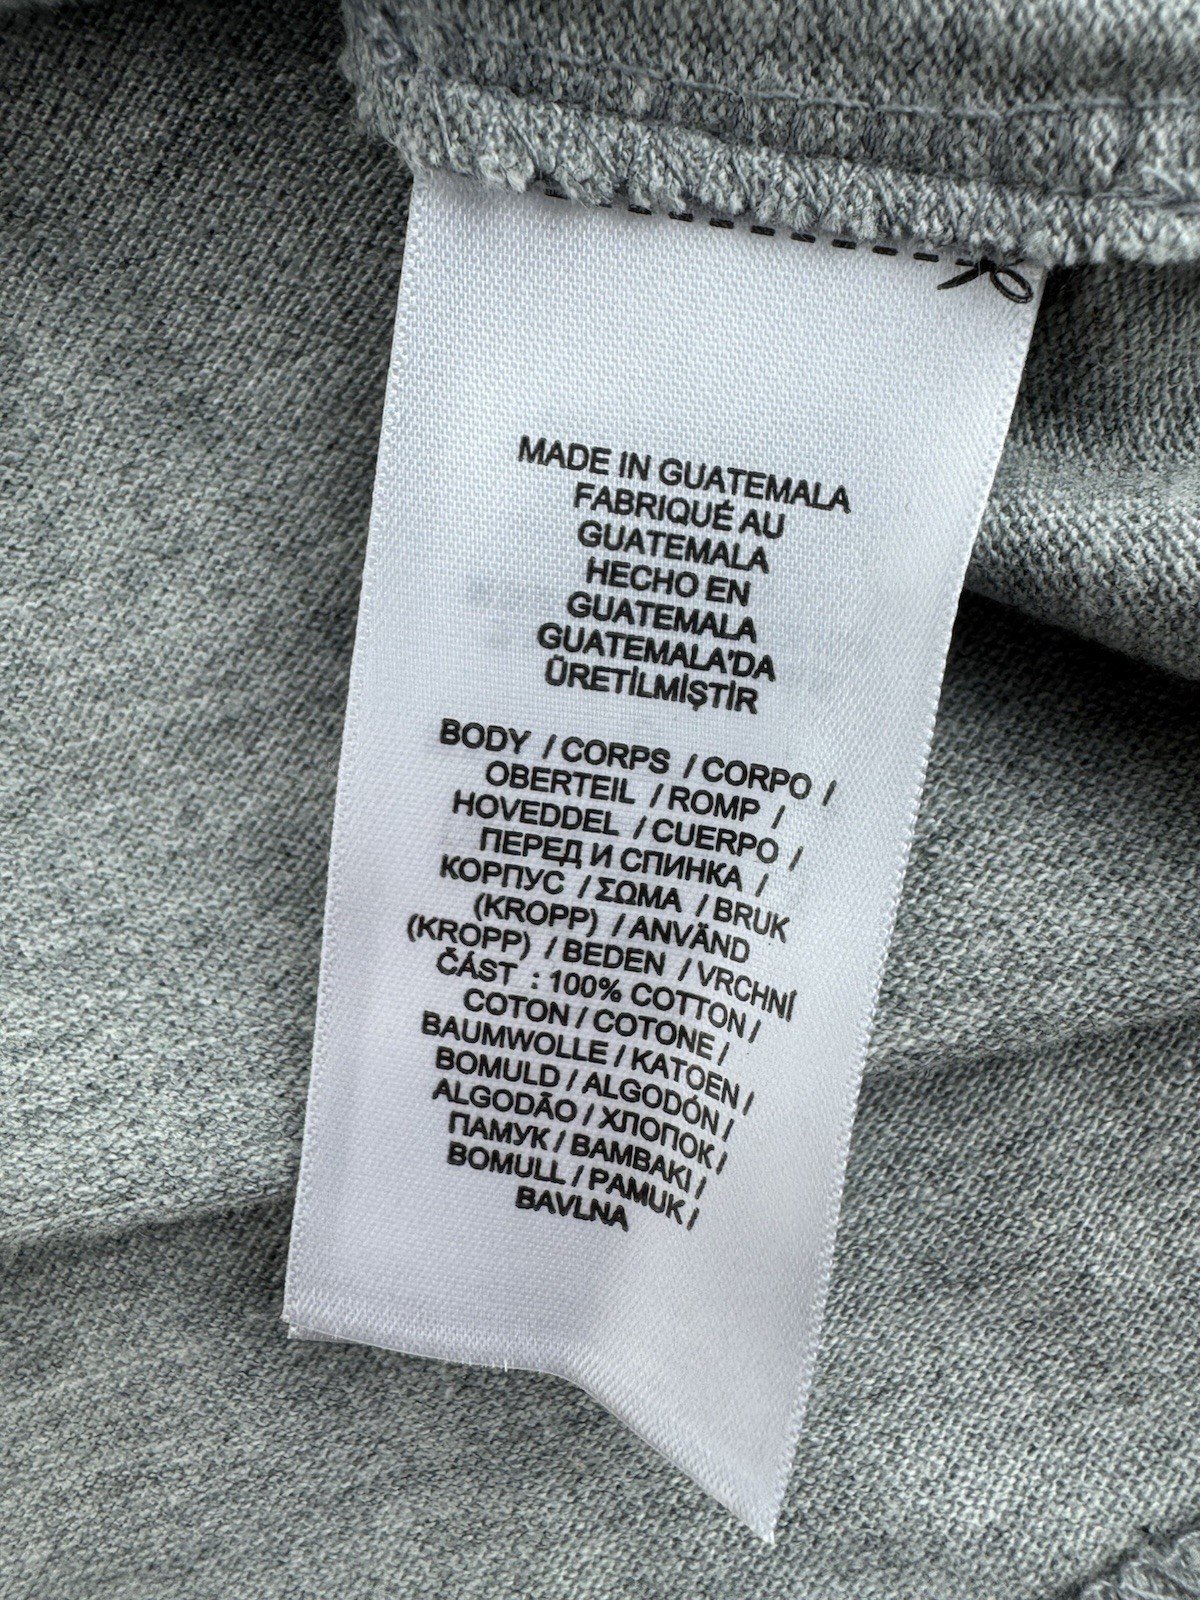 MADE IN GUATEMALA
FABRIQUÉ AU
GUATEMALA
HECHO EN
GUATEMALA
GUATEMALA'DA
ÜRETİLMİŞTİR
BODY / CORPS / CORPO /
OBERTEIL / ROMP /
HOVEDDEL / CUERPO /
ПЕРЕД И СПИНКА /
КОРПУС / ΣΩΜΑ / BRUK
(KROPP) / ANVÄND
(KROPP) / BEDEN / VRCHNÍ
ČÁST : 100% COTTON /
COTON / COTONE /
BAUMWOLLE / KATOEN /
BOMULD / ALGODÓN /
ALGODÃO / ХЛОПОК /
ПАМУК / BAMBAKI /
BOMULL / PAMUK /
BAVLNA